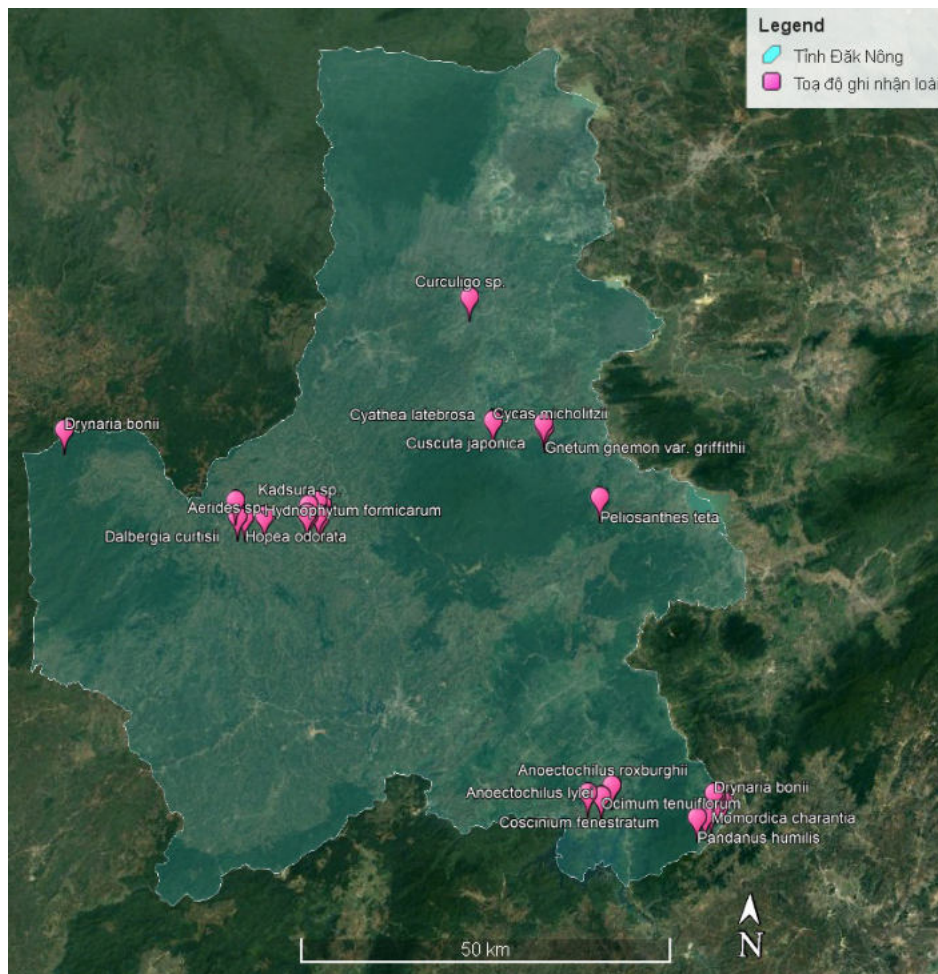 Legend
Tỉnh Đăk Nông
Toạ độ ghi nhận loài
Curculigo sp.
Cyathea latebrosa
Cycas micholitzii
Drynaria bonii
Cuscuta japonica
Gnetum gnemon var. griffithii
Kadsura sp.
Aerides sp.
Hydnophytum formicarum
Peliosanthes teta
Dalbergia curtisii
Hopea odorata
Anoectochilus roxburghii
Drynaria bonii
Anoectochilus lylei
Ocimum tenuiflorum
Momordica charantia
Coscinium fenestratum
Pandanus humilis
N
50 km